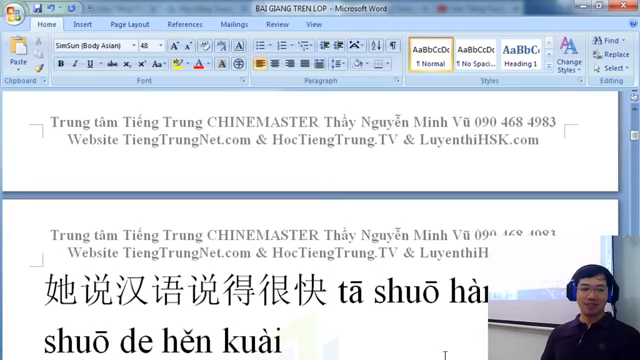 BAI GIANG TREN LOP - Microsoft Word
Home Insert Page Layout References Mailings Review View
Paste SimSun (Body Asian) 48 AaBbCcDc AaBbCcDc AaBbC Change Styles Find Replace Select
¶ Normal ¶ No Spaci... Heading 1
Clipboard Font Paragraph Styles Editing
Trung tâm Tiếng Trung CHINEMASTER Thầy Nguyễn Minh Vũ 090 468 4983
Website TiengTrungNet.com & HocTiengTrung.TV & LuyenthiHSK.com
Trung tâm Tiếng Trung CHINEMASTER Thầy Nguyễn Minh Vũ 090 468 4983
Website TiengTrungNet.com & HocTiengTrung.TV & LuyenthiH
她说汉语说得很快 tā shuō hàn
shuō de hěn kuài